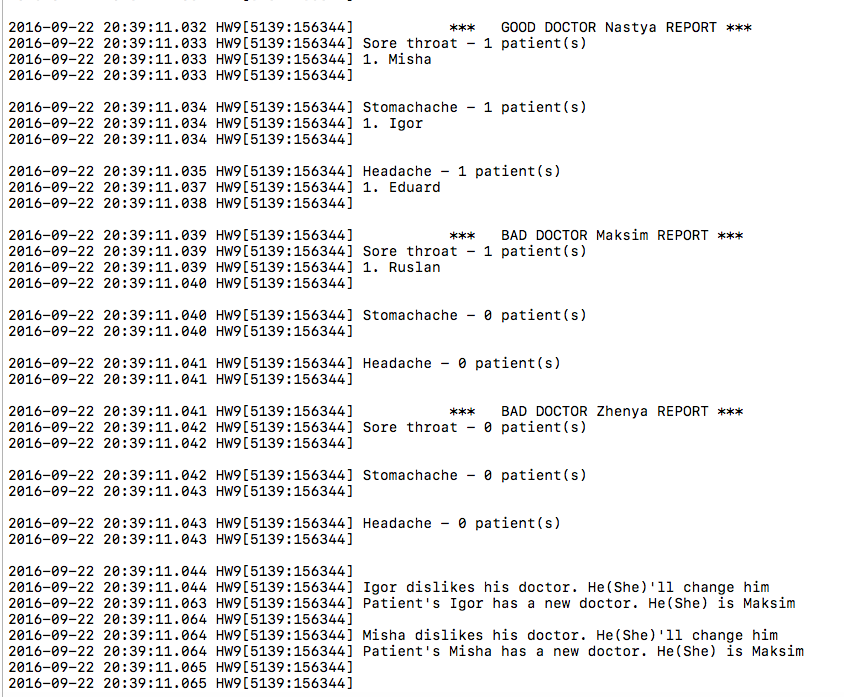 2016-09-22 20:39:11.032 HW9[5139:156344]           ***   GOOD DOCTOR Nastya REPORT ***
2016-09-22 20:39:11.033 HW9[5139:156344] Sore throat – 1 patient(s)
2016-09-22 20:39:11.033 HW9[5139:156344] 1. Misha
2016-09-22 20:39:11.033 HW9[5139:156344]
2016-09-22 20:39:11.034 HW9[5139:156344] Stomachache – 1 patient(s)
2016-09-22 20:39:11.034 HW9[5139:156344] 1. Igor
2016-09-22 20:39:11.034 HW9[5139:156344]
2016-09-22 20:39:11.035 HW9[5139:156344] Headache – 1 patient(s)
2016-09-22 20:39:11.037 HW9[5139:156344] 1. Eduard
2016-09-22 20:39:11.038 HW9[5139:156344]
2016-09-22 20:39:11.039 HW9[5139:156344]           ***   BAD DOCTOR Maksim REPORT ***
2016-09-22 20:39:11.039 HW9[5139:156344] Sore throat – 1 patient(s)
2016-09-22 20:39:11.039 HW9[5139:156344] 1. Ruslan
2016-09-22 20:39:11.040 HW9[5139:156344]
2016-09-22 20:39:11.040 HW9[5139:156344] Stomachache – 0 patient(s)
2016-09-22 20:39:11.040 HW9[5139:156344]
2016-09-22 20:39:11.041 HW9[5139:156344] Headache – 0 patient(s)
2016-09-22 20:39:11.041 HW9[5139:156344]
2016-09-22 20:39:11.041 HW9[5139:156344]           ***   BAD DOCTOR Zhenya REPORT ***
2016-09-22 20:39:11.042 HW9[5139:156344] Sore throat – 0 patient(s)
2016-09-22 20:39:11.042 HW9[5139:156344]
2016-09-22 20:39:11.042 HW9[5139:156344] Stomachache – 0 patient(s)
2016-09-22 20:39:11.043 HW9[5139:156344]
2016-09-22 20:39:11.043 HW9[5139:156344] Headache – 0 patient(s)
2016-09-22 20:39:11.043 HW9[5139:156344]
2016-09-22 20:39:11.044 HW9[5139:156344]
2016-09-22 20:39:11.044 HW9[5139:156344] Igor dislikes his doctor. He(She)'ll change him
2016-09-22 20:39:11.063 HW9[5139:156344] Patient's Igor has a new doctor. He(She) is Maksim
2016-09-22 20:39:11.064 HW9[5139:156344]
2016-09-22 20:39:11.064 HW9[5139:156344] Misha dislikes his doctor. He(She)'ll change him
2016-09-22 20:39:11.064 HW9[5139:156344] Patient's Misha has a new doctor. He(She) is Maksim
2016-09-22 20:39:11.065 HW9[5139:156344]
2016-09-22 20:39:11.065 HW9[5139:156344]